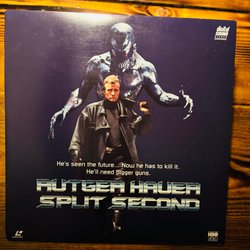 He's seen the future... Now he has to kill it.
He'll need bigger guns.
RUTGER HAUER
SPLIT SECOND
HBO